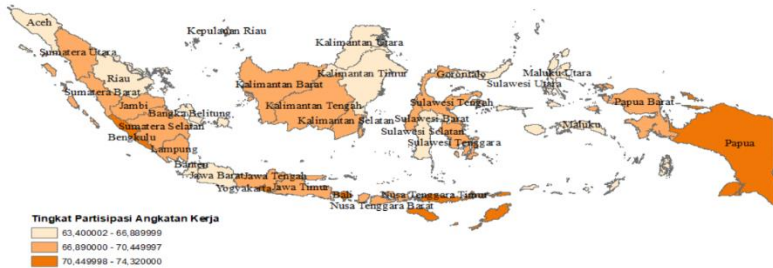 Aceh
Sumatera Utara
Kepulauan Riau
Riau
Sumatera Barat
Jambi
Bangka Belitung
Sumatera Selatan
Bengkulu
Lampung
Banten
Jawa Barat
Jawa Tengah
Yogyakarta
Jawa Timur
Bali
Nusa Tenggara Timur
Nusa Tenggara Barat
Kalimantan Utara
Kalimantan Timur
Kalimantan Barat
Kalimantan Tengah
Kalimantan Selatan
Gorontalo
Sulawesi Utara
Sulawesi Tengah
Sulawesi Barat
Sulawesi Selatan
Sulawesi Tenggara
Maluku Utara
Maluku
Papua Barat
Papua
Tingkat Partisipasi Angkatan Kerja
63,400002 - 66,889999
66,890000 - 70,449997
70,449998 - 74,320000